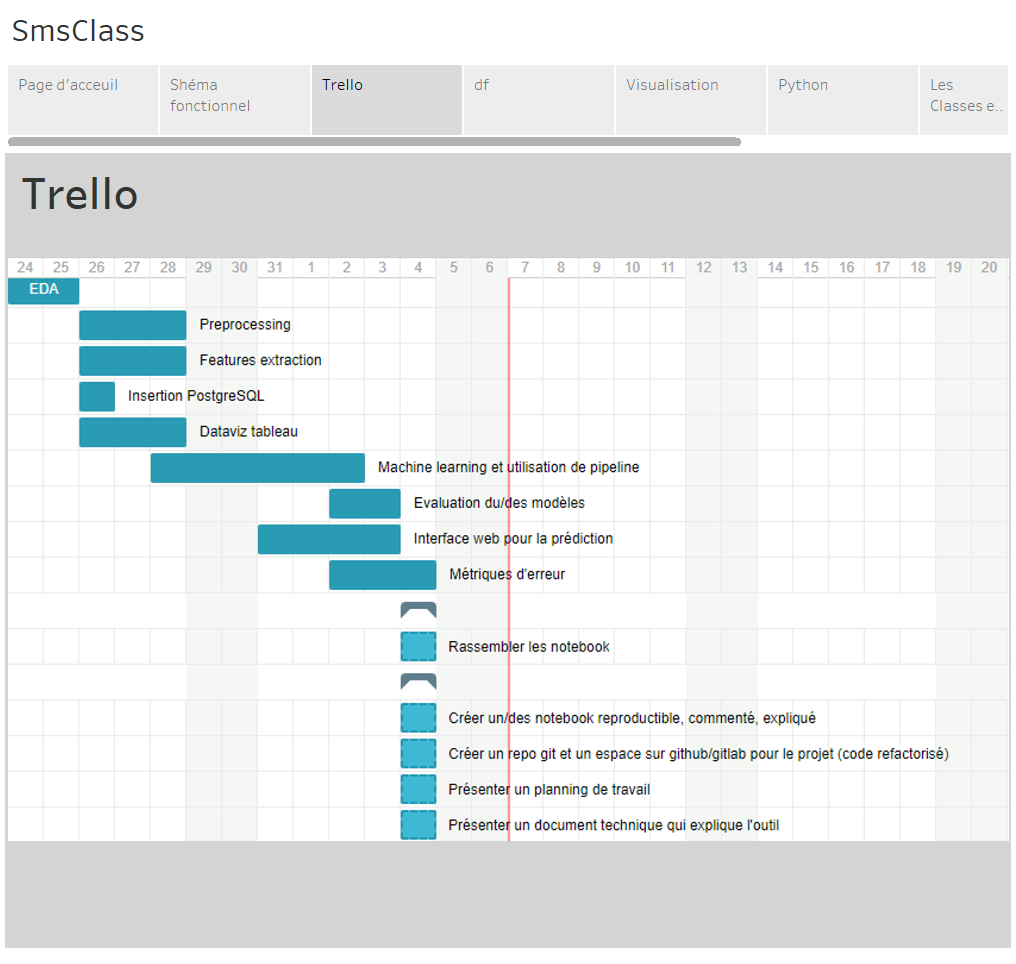 SmsClass
Page d'acceuil
Shéma
fonctionnel
Trello
df
Visualisation
Python
Les
Classes e..
Trello
24 25 26 27 28 29 30 31 1 2 3 4 5 6 7 8 9 10 11 12 13 14 15 16 17 18 19 20
EDA
Preprocessing
Features extraction
Insertion PostgreSQL
Dataviz tableau
Machine learning et utilisation de pipeline
Evaluation du/des modèles
Interface web pour la prédiction
Métriques d'erreur
Rassembler les notebook
Créer un/des notebook reproductible, commenté, expliqué
Créer un repo git et un espace sur github/gitlab pour le projet (code refactorisé)
Présenter un planning de travail
Présenter un document technique qui explique l'outil